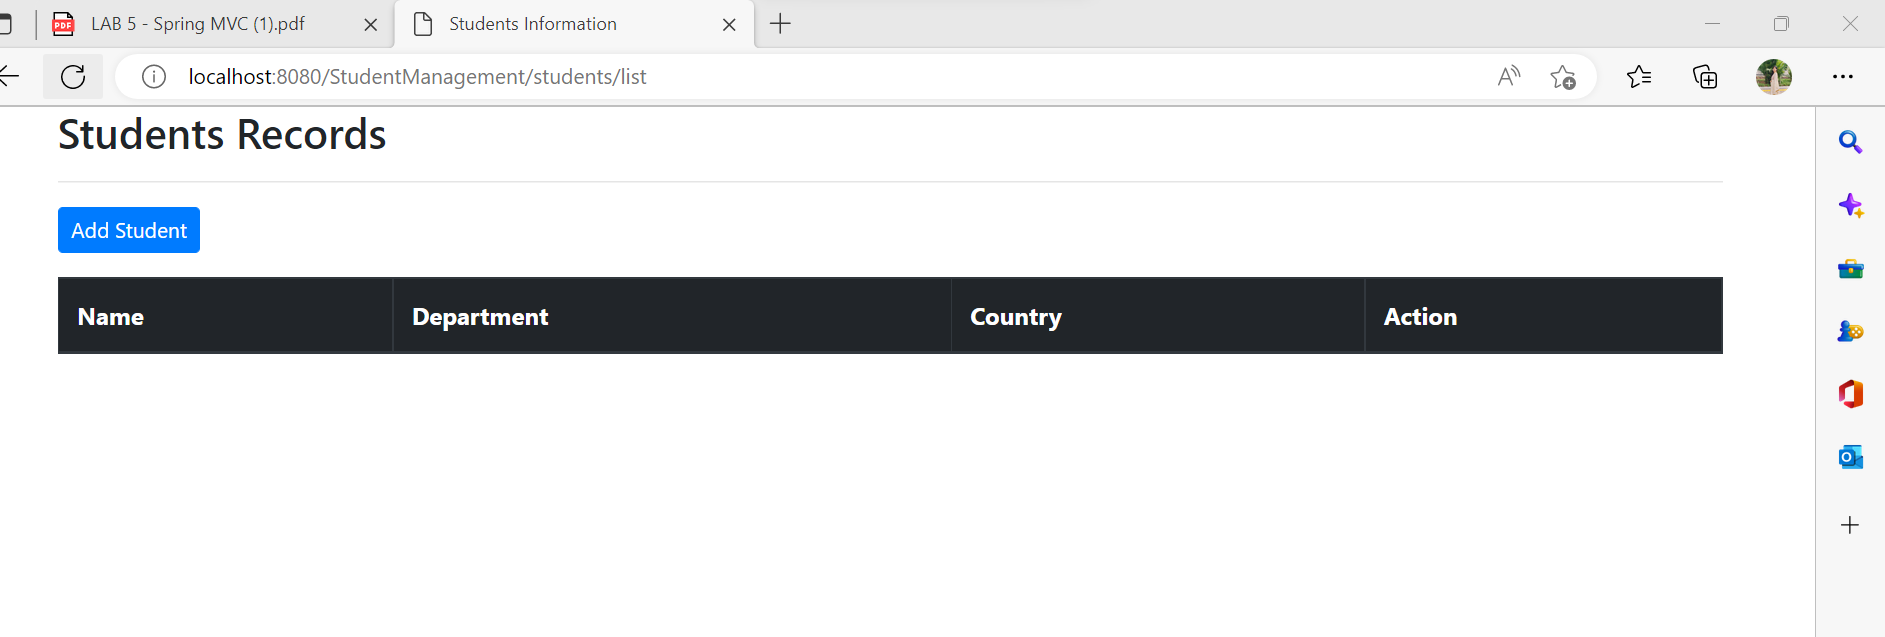 LAB 5 - Spring MVC (1).pdf
Students Information
localhost:8080/StudentManagement/students/list
Students Records
Add Student
Name Department Country Action